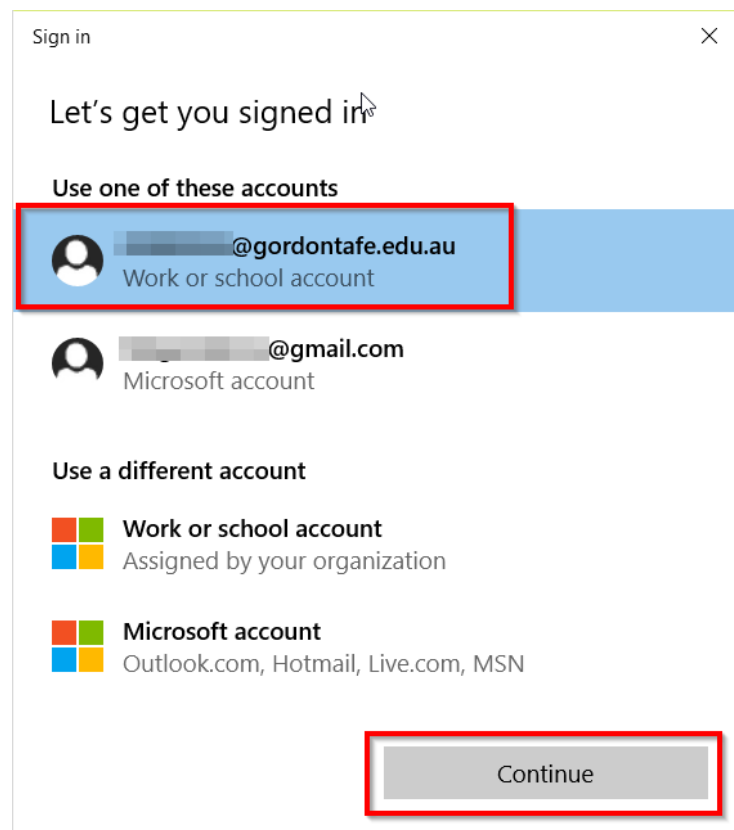 Sign in
Let's get you signed in
Use one of these accounts
@gordontafe.edu.au
Work or school account
@gmail.com
Microsoft account
Use a different account
Work or school account
Assigned by your organization
Microsoft account
Outlook.com, Hotmail, Live.com, MSN
Continue